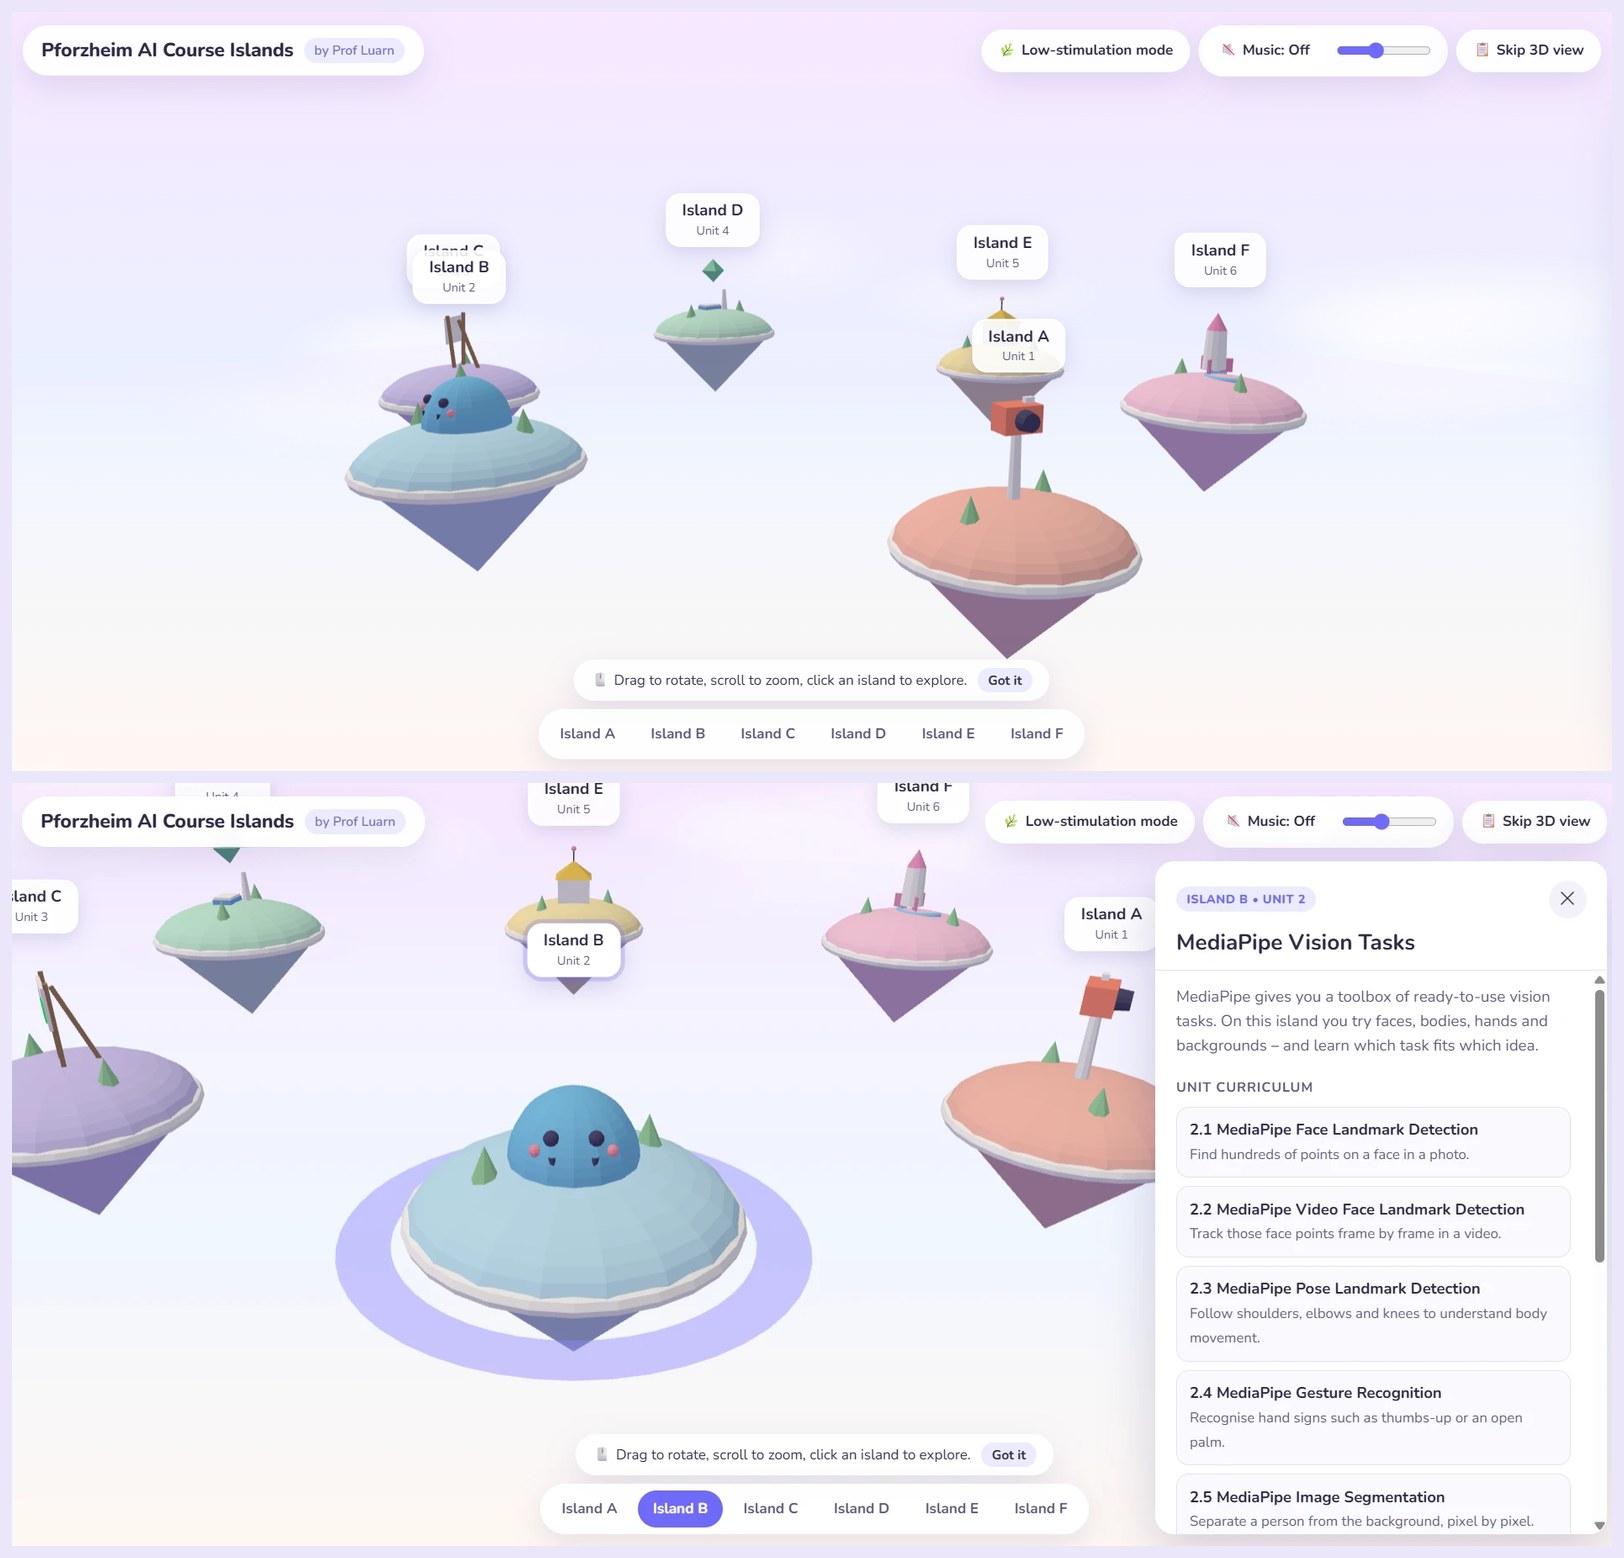 Pforzheim AI Course Islands
by Prof Luarn
Low-stimulation mode
Music: Off
Skip 3D view
Island D
Unit 4
Island C
Island B
Unit 2
Island E
Unit 5
Island F
Unit 6
Island A
Unit 1
Drag to rotate, scroll to zoom, click an island to explore.
Got it
Island A
Island B
Island C
Island D
Island E
Island F
Unit 4
Pforzheim AI Course Islands
by Prof Luarn
Island E
Unit 5
Island F
Unit 6
Low-stimulation mode
Music: Off
Skip 3D view
sland C
Unit 3
Island B
Unit 2
Island A
Unit 1
ISLAND B • UNIT 2
MediaPipe Vision Tasks
MediaPipe gives you a toolbox of ready-to-use vision
tasks. On this island you try faces, bodies, hands and
backgrounds – and learn which task fits which idea.
UNIT CURRICULUM
2.1 MediaPipe Face Landmark Detection
Find hundreds of points on a face in a photo.
2.2 MediaPipe Video Face Landmark Detection
Track those face points frame by frame in a video.
2.3 MediaPipe Pose Landmark Detection
Follow shoulders, elbows and knees to understand body
movement.
2.4 MediaPipe Gesture Recognition
Recognise hand signs such as thumbs-up or an open
palm.
2.5 MediaPipe Image Segmentation
Separate a person from the background, pixel by pixel.
Drag to rotate, scroll to zoom, click an island to explore.
Got it
Island A
Island B
Island C
Island D
Island E
Island F